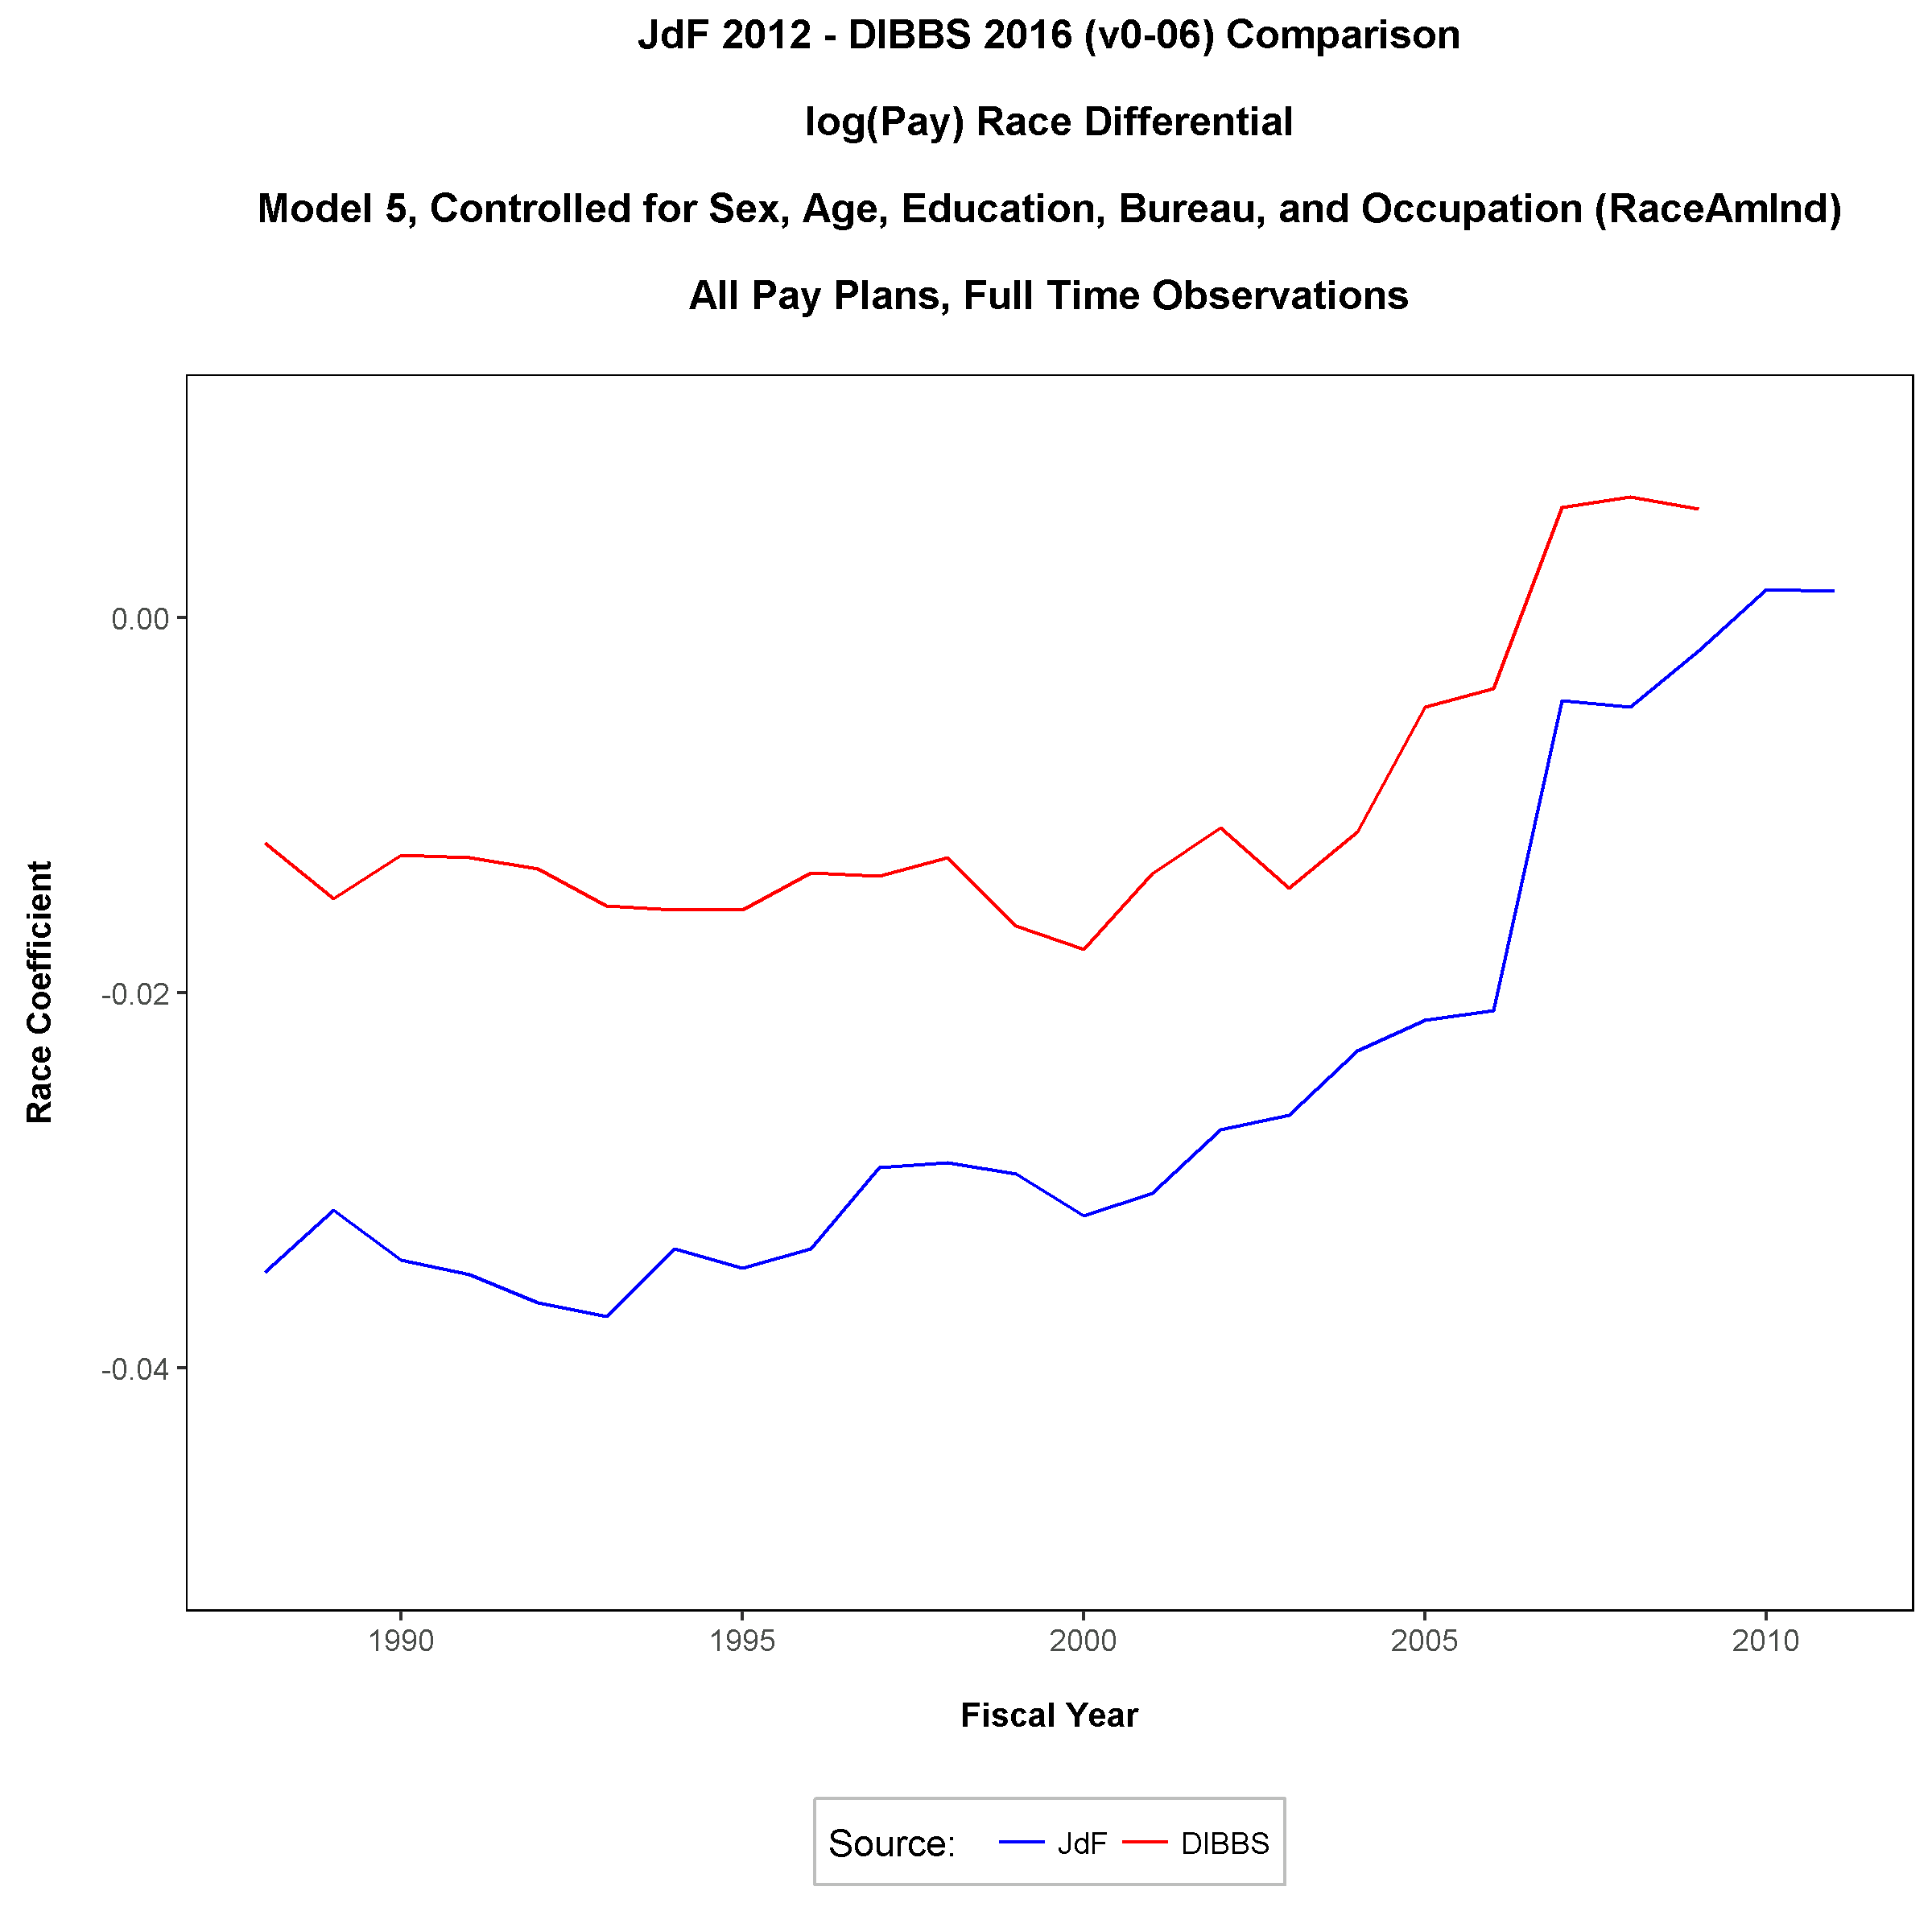 JdF 2012 - DIBBS 2016 (v0-06) Comparison
log(Pay) Race Differential
Model 5, Controlled for Sex, Age, Education, Bureau, and Occupation (RaceAmInd)
All Pay Plans, Full Time Observations
Race Coefficient
0.00
-0.02
-0.04
1990 1995 2000 2005 2010
Fiscal Year
Source: JdF DIBBS